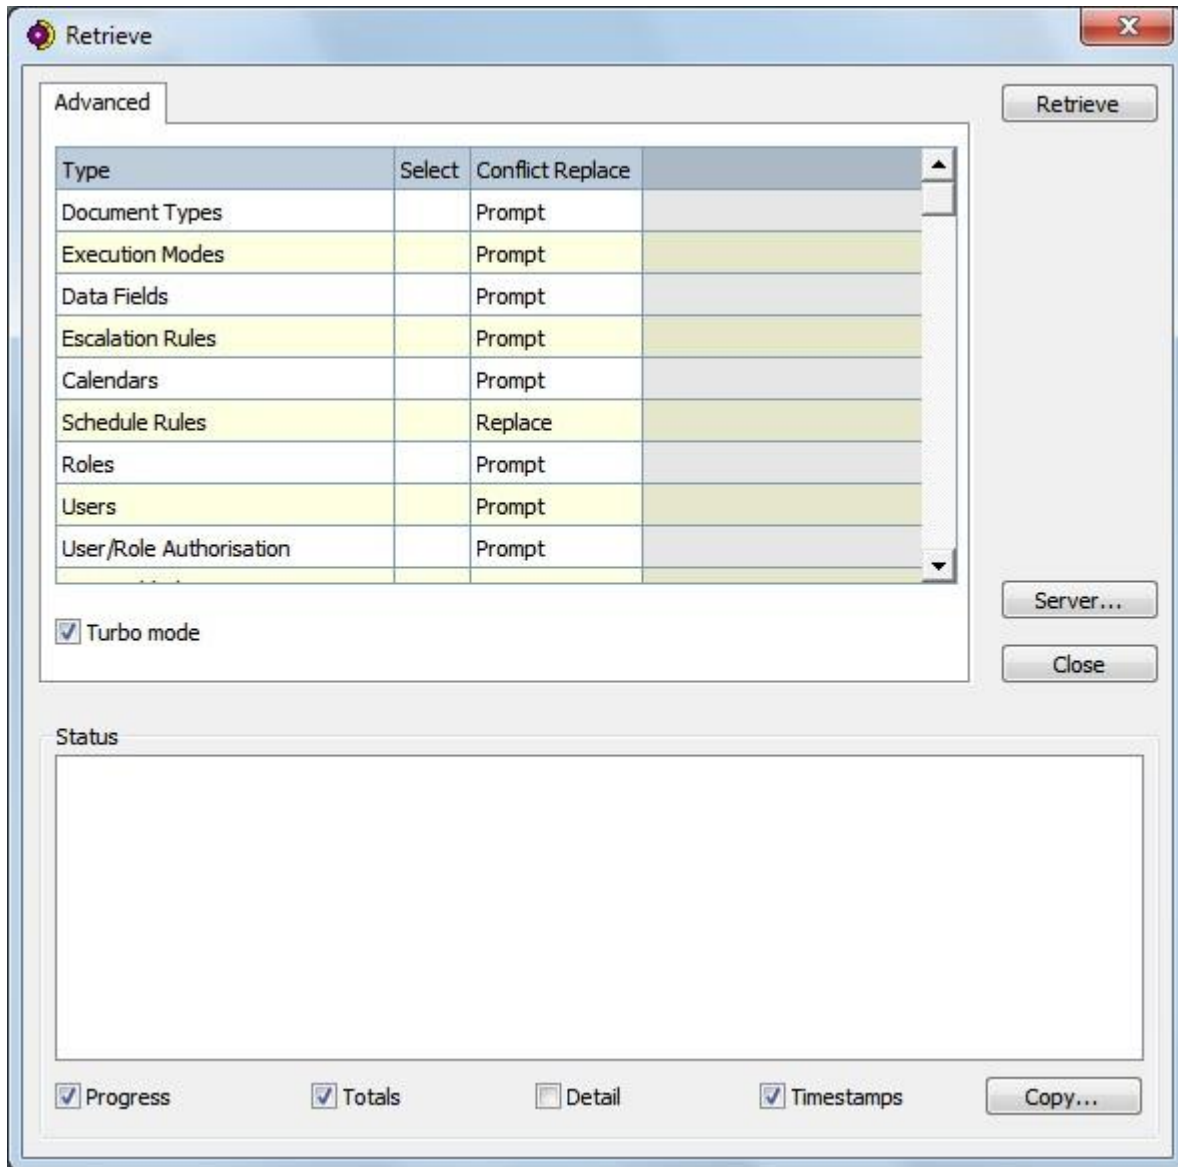 Retrieve
Advanced
Retrieve
Type Select Conflict Replace
Document Types Prompt
Execution Modes Prompt
Data Fields Prompt
Escalation Rules Prompt
Calendars Prompt
Schedule Rules Replace
Roles Prompt
Users Prompt
User/Role Authorisation Prompt
Server...
Turbo mode
Close
Status
Progress Totals Detail Timestamps Copy...